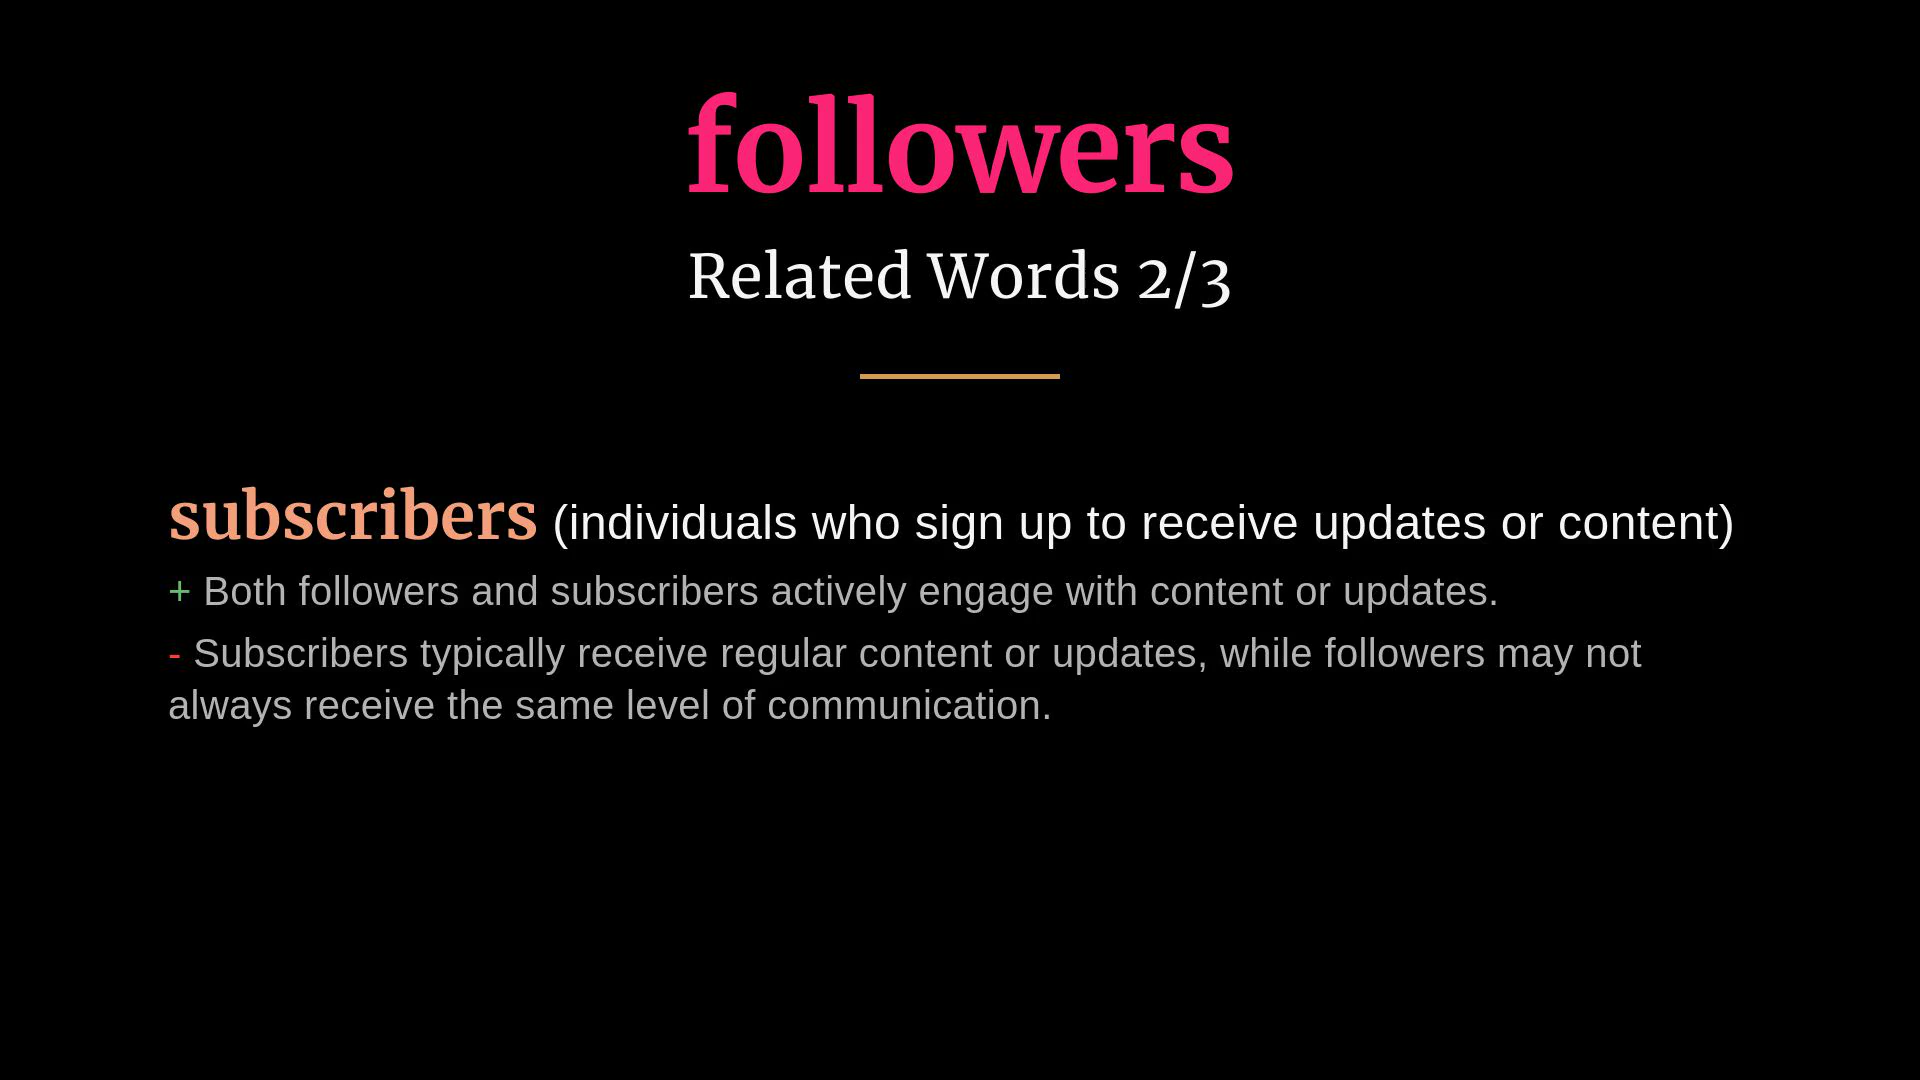 followers
Related Words 2/3
subscribers (individuals who sign up to receive updates or content)
+ Both followers and subscribers actively engage with content or updates.
- Subscribers typically receive regular content or updates, while followers may not
always receive the same level of communication.